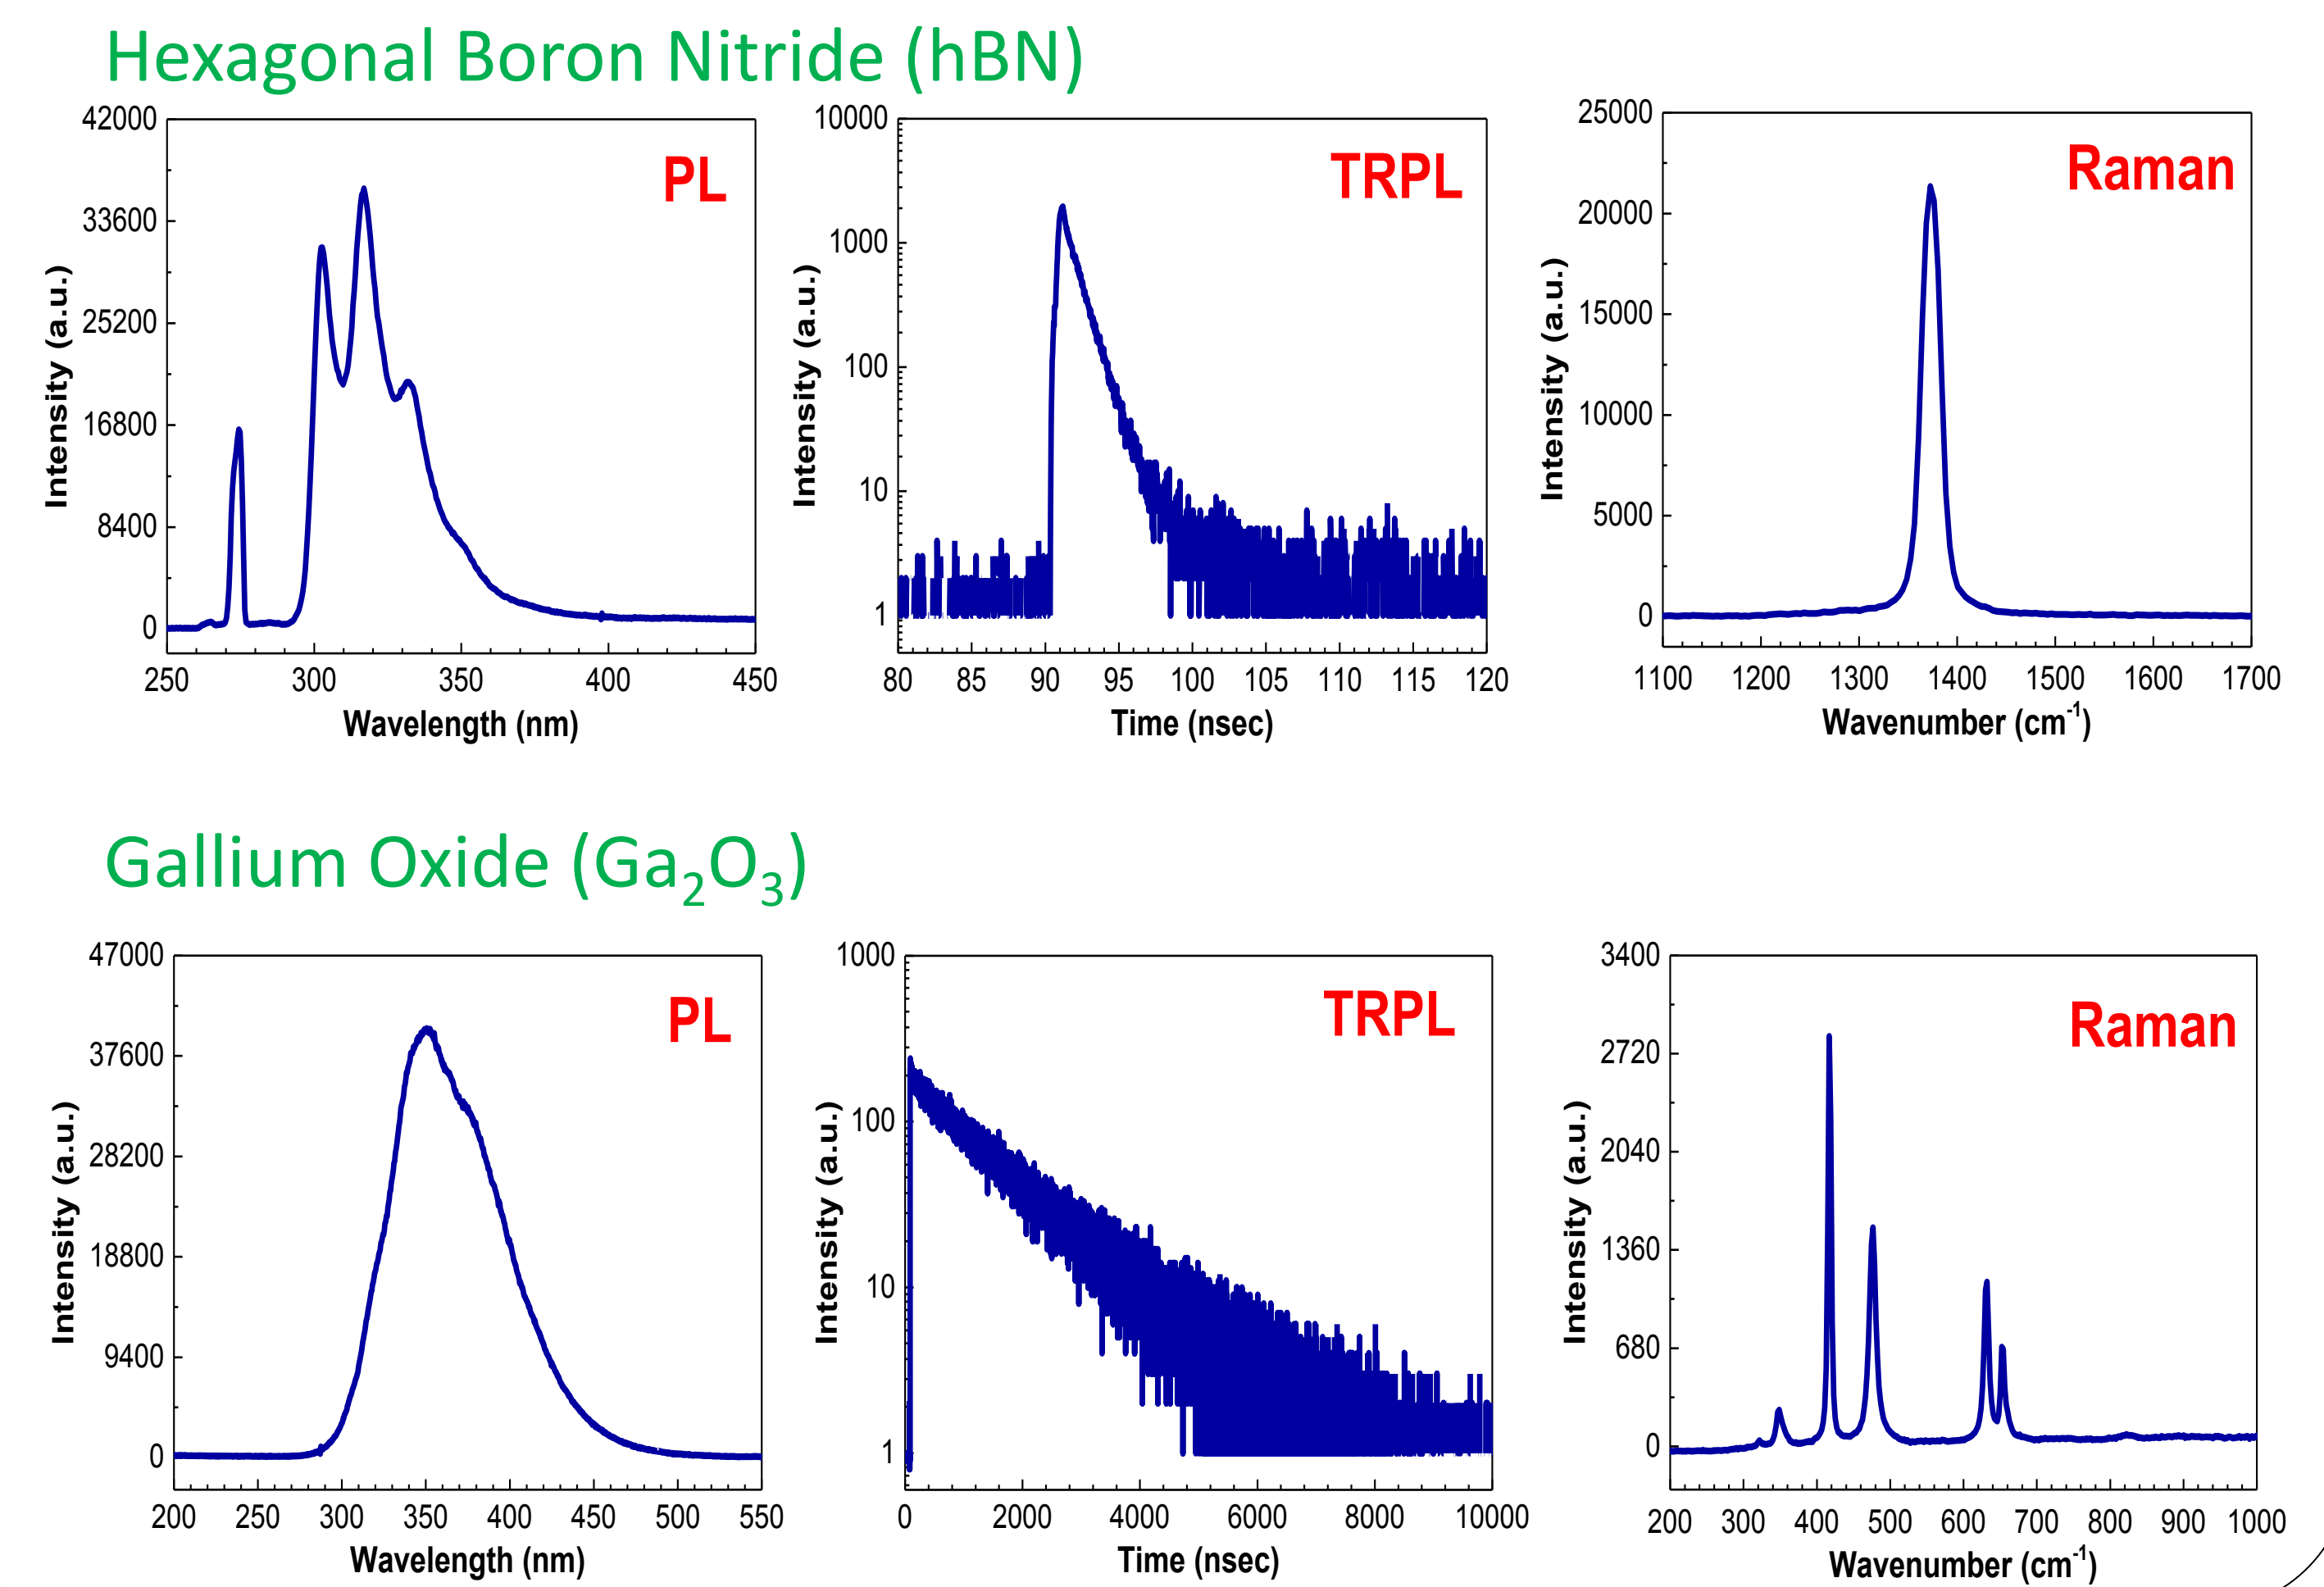 Hexagonal Boron Nitride (hBN)
42000
33600
25200
16800
8400
0
250 300 350 400 450
Intensity (a.u.)
Wavelength (nm)
PL
10000
1000
100
10
1
80 85 90 95 100 105 110 115 120
Intensity (a.u.)
Time (nsec)
TRPL
25000
20000
15000
10000
5000
0
1100 1200 1300 1400 1500 1600 1700
Intensity (a.u.)
Wavenumber (cm⁻¹)
Raman
Gallium Oxide (Ga₂O₃)
47000
37600
28200
18800
9400
0
200 250 300 350 400 450 500 550
Intensity (a.u.)
Wavelength (nm)
PL
1000
100
10
1
0 2000 4000 6000 8000 10000
Intensity (a.u.)
Time (nsec)
TRPL
3400
2720
2040
1360
680
0
200 300 400 500 600 700 800 900 1000
Intensity (a.u.)
Wavenumber (cm⁻¹)
Raman